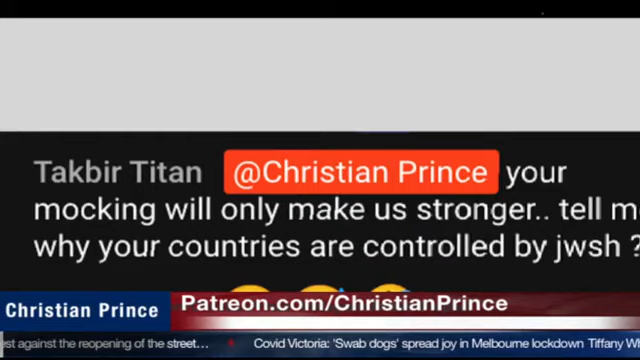 Takbir Titan @Christian Prince your
mocking will only make us stronger.. tell
why your countries are controlled by jwsh ?
Christian Prince
Patreon.com/ChristianPrince
against the reopening of the street... Covid Victoria: 'Swab dogs' spread joy in Melbourne lockdown Tiffany